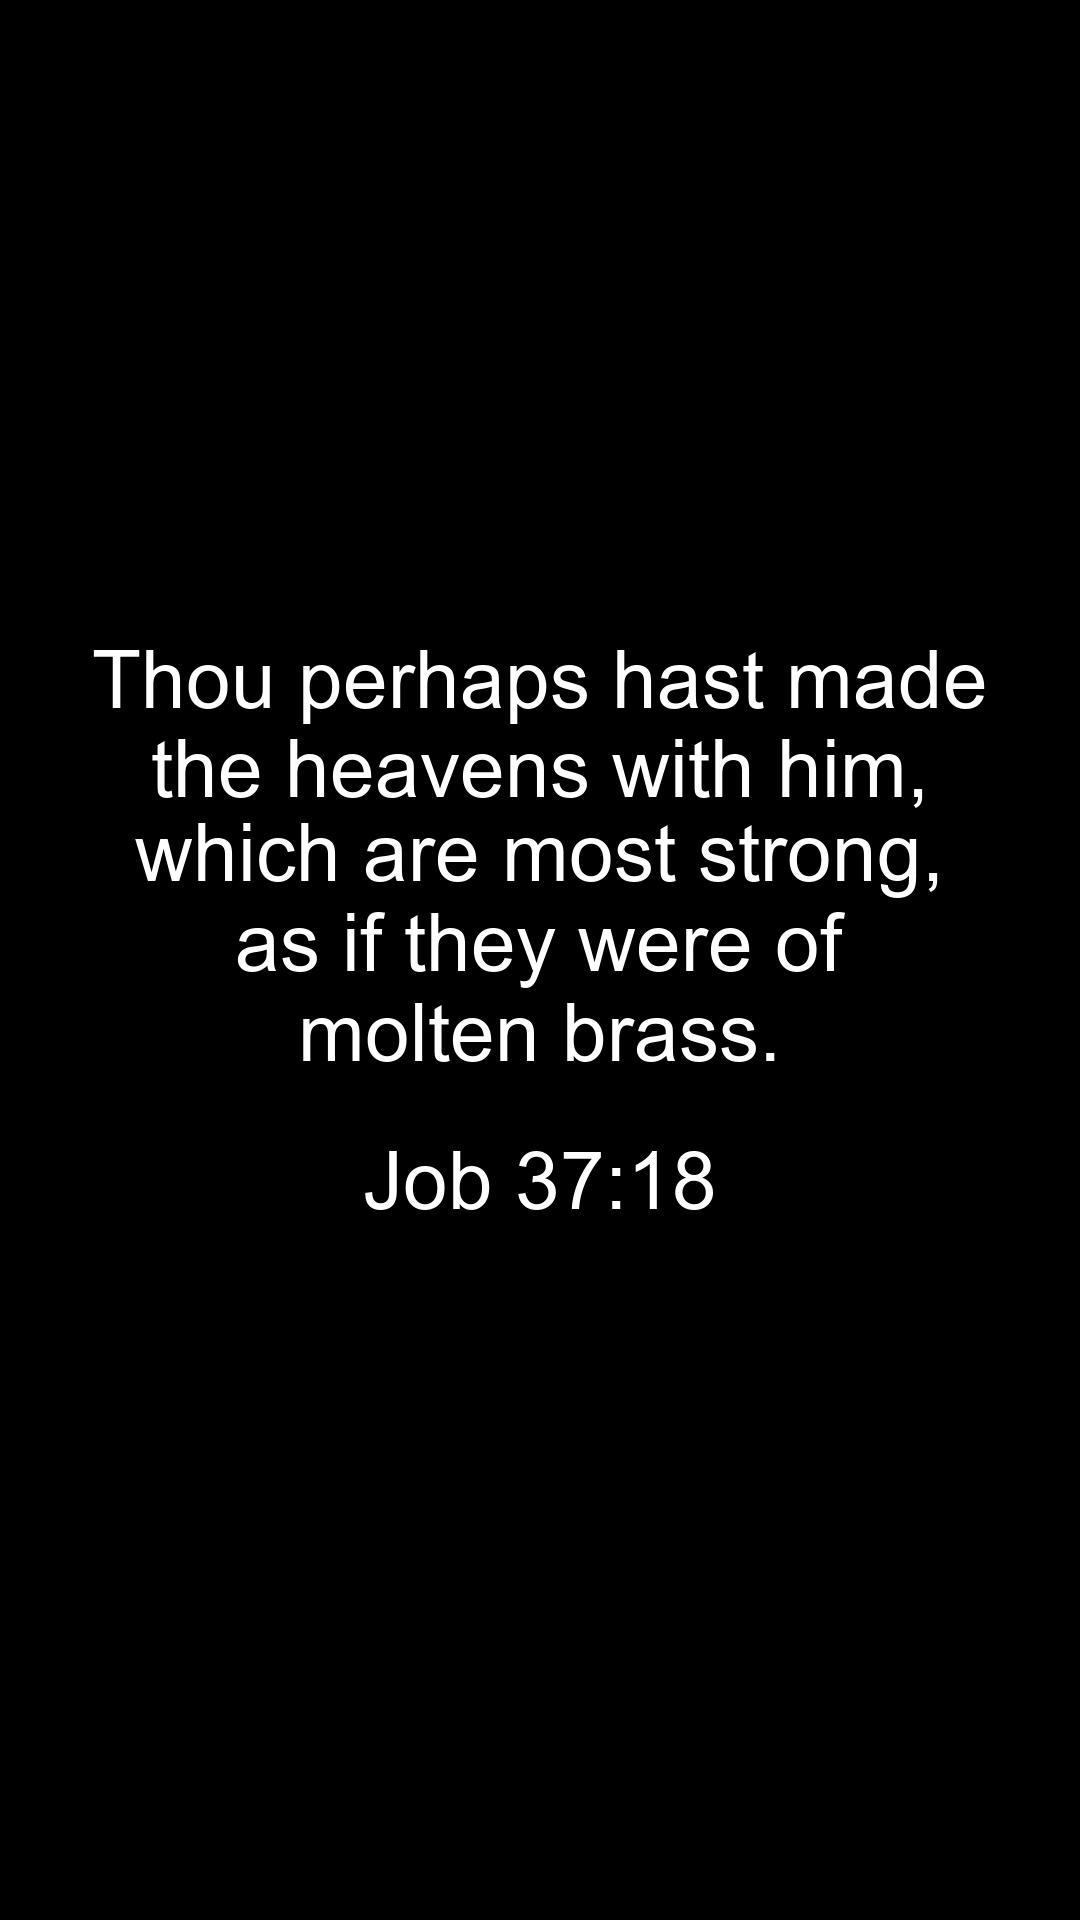 Thou perhaps hast made
the heavens with him,
which are most strong,
as if they were of
molten brass.
Job 37:18